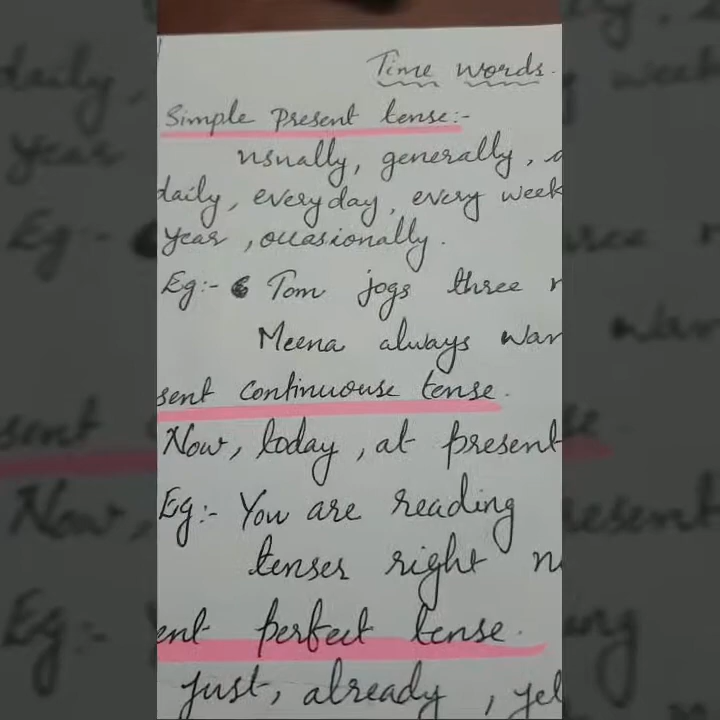 Time words.
Simple Present tense:-
usually, generally,
daily, everyday, every week
year, occasionally.
Eg:- Tom jogs three
Meena always
sent continuouse tense.
Now, today, at present
Eg:- You are reading
tenses right
ent perfect tense.
Just, already,